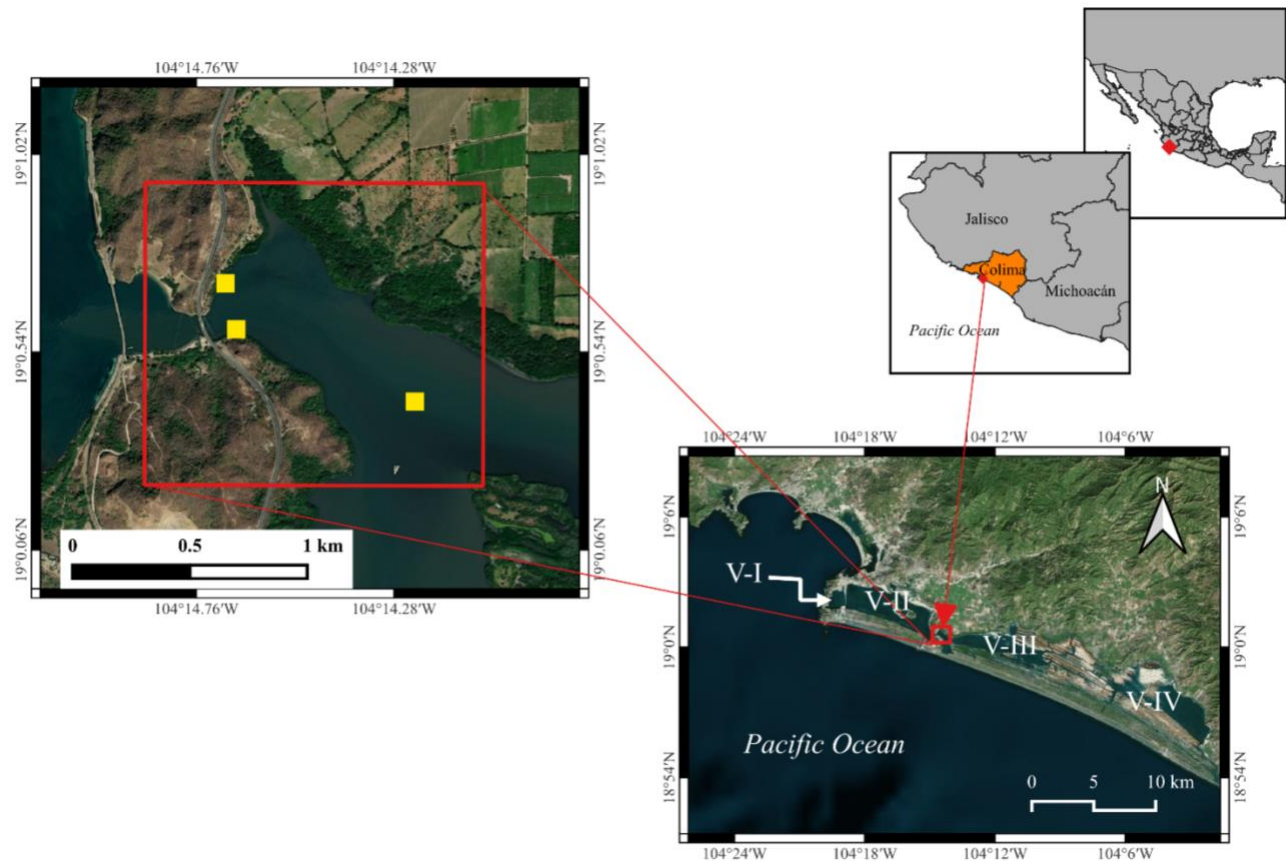 104°14.76′W 104°14.28′W
19°1.02′N
19°1.02′N
19°0.54′N
19°0.54′N
19°0.06′N
19°0.06′N
0 0.5 1 km
104°14.76′W 104°14.28′W
Jalisco
Colima
Michoacán
Pacific Ocean
104°24′W 104°18′W 104°12′W 104°6′W
19°6′N
19°6′N
N
V-I
V-II
V-III
V-IV
19°0′N
19°0′N
Pacific Ocean
18°54′N
18°54′N
0 5 10 km
104°24′W 104°18′W 104°12′W 104°6′W